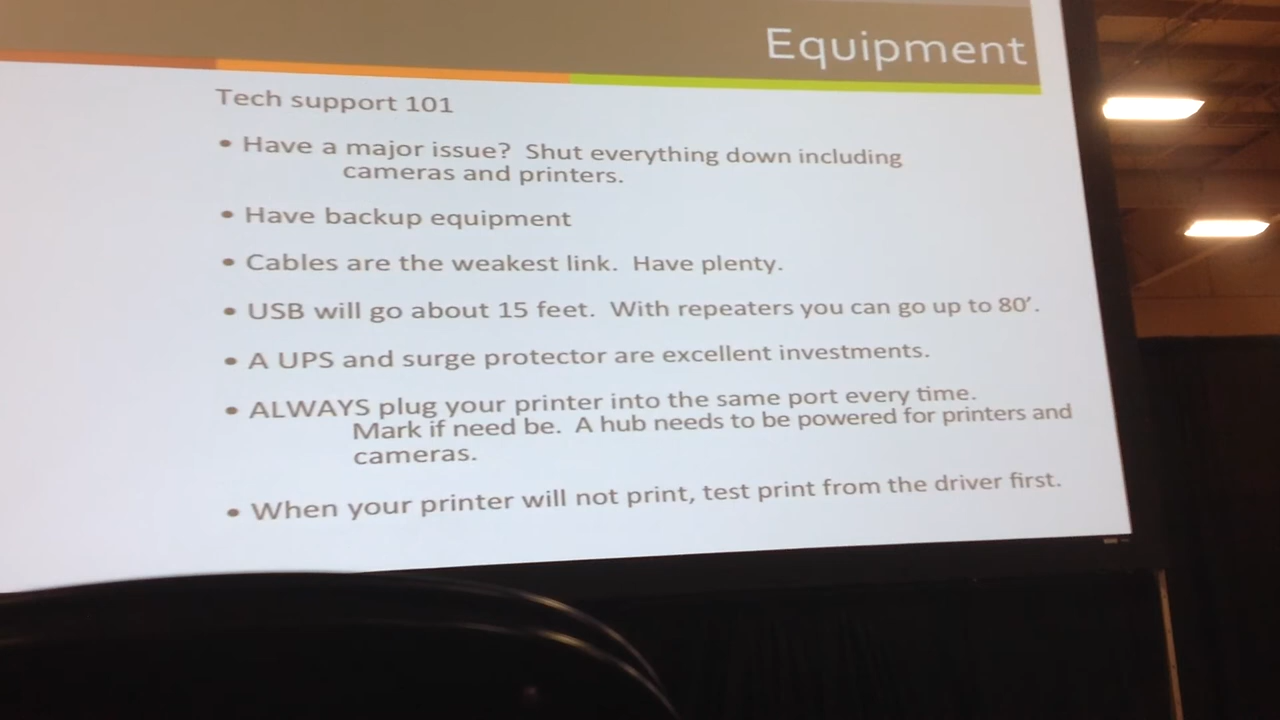 Equipment
Tech support 101
• Have a major issue? Shut everything down including
cameras and printers.
• Have backup equipment
• Cables are the weakest link. Have plenty.
• USB will go about 15 feet. With repeaters you can go up to 80’.
• A UPS and surge protector are excellent investments.
• ALWAYS plug your printer into the same port every time.
Mark if need be. A hub needs to be powered for printers and
cameras.
• When your printer will not print, test print from the driver first.